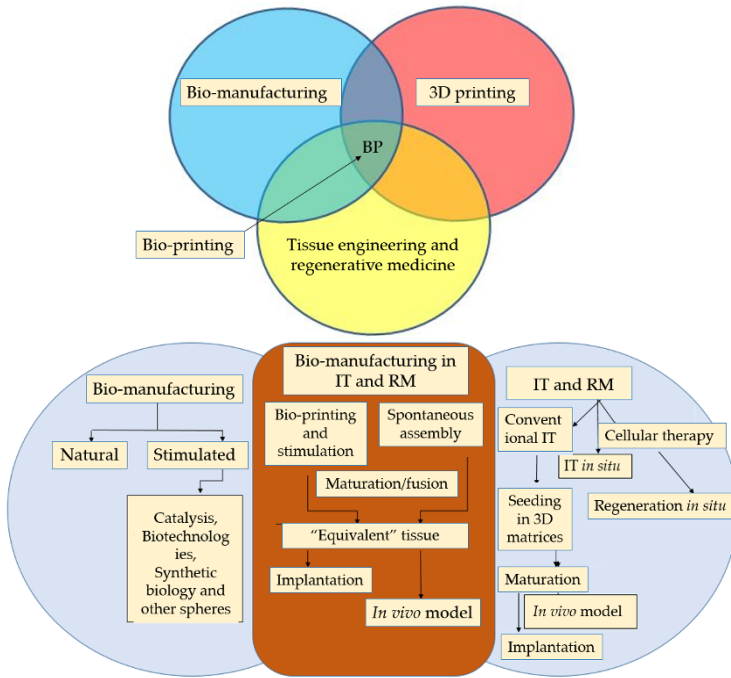 Bio-manufacturing
3D printing
BP
Bio-printing
Tissue engineering and
regenerative medicine
Bio-manufacturing
Natural
Stimulated
Catalysis,
Biotechnolog
ies,
Synthetic
biology and
other spheres
Bio-manufacturing in
IT and RM
Bio-printing
and
stimulation
Spontaneous
assembly
Maturation/fusion
“Equivalent” tissue
Implantation
In vivo model
IT and RM
Convent
ional IT
Cellular therapy
IT in situ
Regeneration in situ
Seeding
in 3D
matrices
Maturation
In vivo model
Implantation